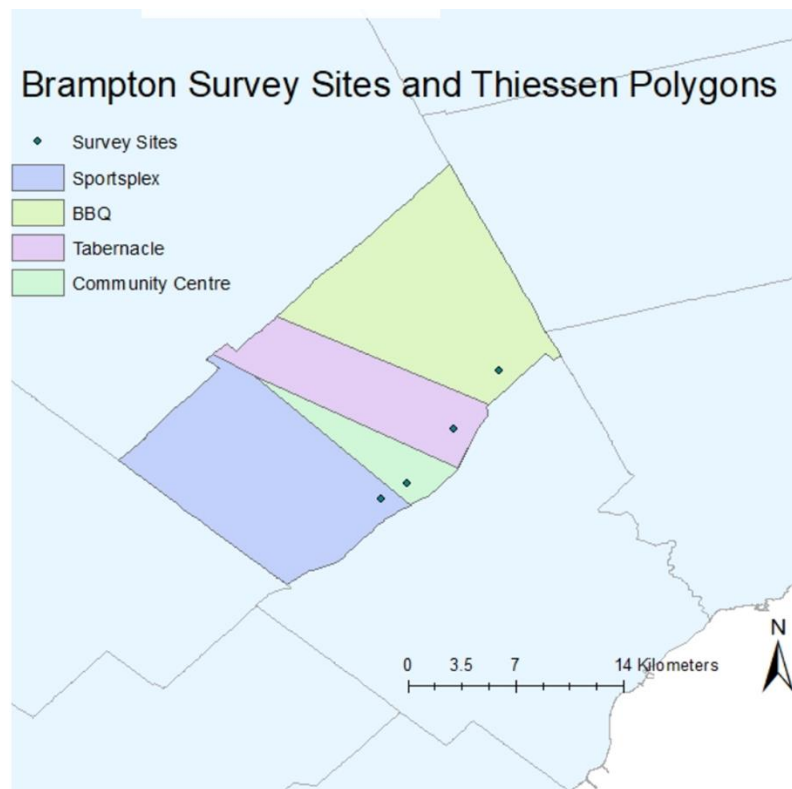 Brampton Survey Sites and Thiessen Polygons
Survey Sites
Sportsplex
BBQ
Tabernacle
Community Centre
N
0 3.5 7 14 Kilometers